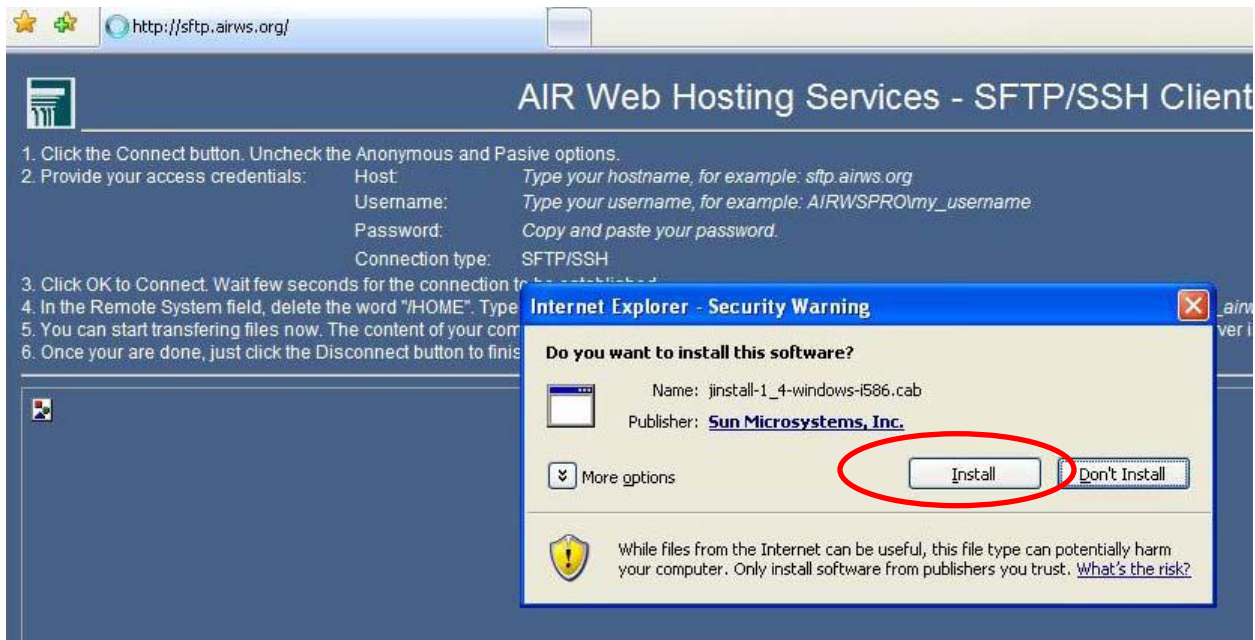 http://sftp.airws.org/
AIR Web Hosting Services - SFTP/SSH Client
1. Click the Connect button. Uncheck the Anonymous and Pasive options.
2. Provide your access credentials: Host: Type your hostname, for example: sftp.airws.org
Username: Type your username, for example: AIRWSPRO\my_username
Password: Copy and paste your password.
Connection type: SFTP/SSH
3. Click OK to Connect. Wait few seconds for the connection to be established
4. In the Remote System field, delete the word "/HOME". Type
5. You can start transfering files now. The content of your
6. Once your are done, just click the Disconnect button to
Internet Explorer - Security Warning
Do you want to install this software?
Name: jinstall-1_4-windows-i586.cab
Publisher: Sun Microsystems, Inc.
More options
Install
Don't Install
While files from the Internet can be useful, this file type can potentially harm
your computer. Only install software from publishers you trust. What's the risk?